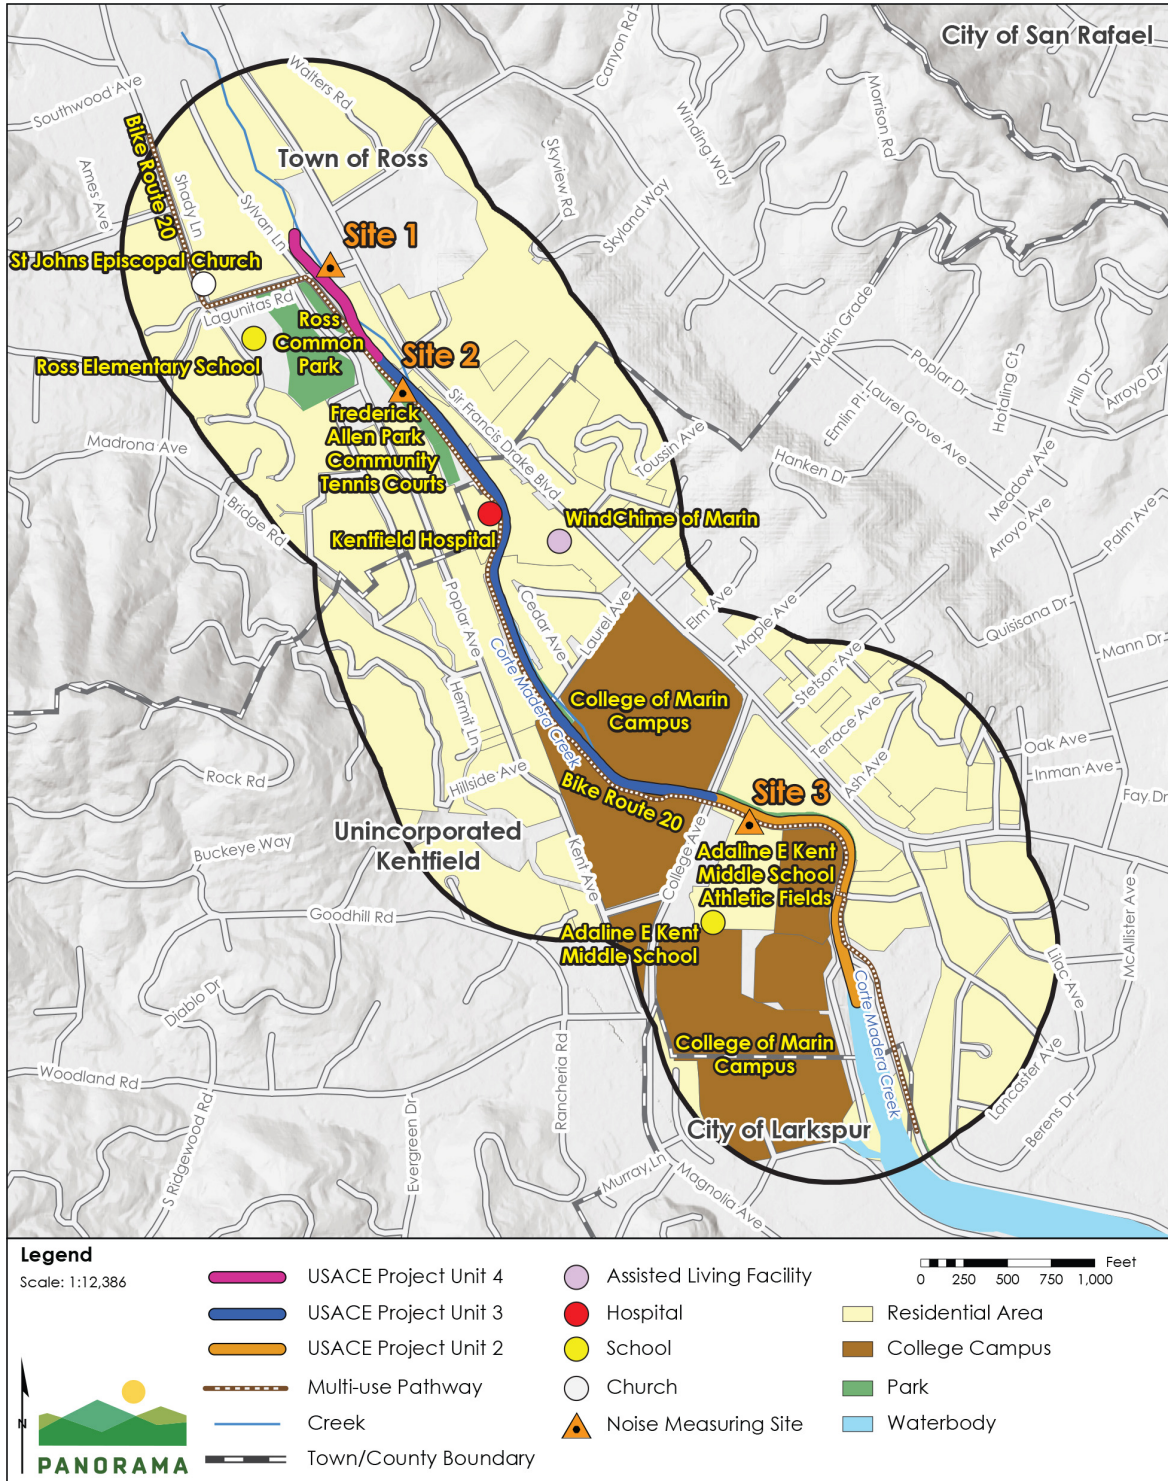 City of San Rafael
Canyon Rd
Walters Rd
Southwood Ave
Winding Way
Morrison Rd
Bike Route 20
Town of Ross
Skyview Rd
Ames Ave
Shady Ln
Sylvan Ln
Skyland Way
Site 1
St Johns Episcopal Church
Lagunitas Rd
Makin Grade
Ross
Common
Park
Site 2
Ross Elementary School
Poplar Dr
Hotaling Ct
Hill Dr
Arroyo Dr
Sir Francis Drake Blvd
Emlin Pl
Laurel Grove Ave
Frederick
Allen Park
Community
Tennis Courts
Toussin Ave
Madrona Ave
Hanken Dr
Meadow Ave
Bridge Rd
WindChime of Marin
Arroyo Ave
Palm Ave
Kentfield Hospital
Poplar Ave
Cedar Ave
Laurel Ave
Elm Ave
Maple Ave
Quisisana Dr
Mann Dr
Corte Madera Creek
Stetson Ave
Hermit Ln
College of Marin
Campus
Terrace Ave
Oak Ave
Inman Ave
Rock Rd
Hillside Ave
Ash Ave
Fay Dr
Bike Route 20
Site 3
Unincorporated
Kentfield
Buckeye Way
Kent Ave
College Ave
Adaline E Kent
Middle School
Athletic Fields
Goodhill Rd
McAllister Ave
Adaline E Kent
Middle School
Lilac Ave
Diablo Dr
Corte Madera Creek
College of Marin
Campus
Woodland Rd
Rancheria Rd
Lancaster Ave
Evergreen Dr
S Ridgewood Rd
City of Larkspur
Berens Dr
Murray Ln
Magnolia Ave
Legend
Scale: 1:12,386
USACE Project Unit 4
USACE Project Unit 3
USACE Project Unit 2
Multi-use Pathway
Creek
Town/County Boundary
Assisted Living Facility
Hospital
School
Church
Noise Measuring Site
Feet
0 250 500 750 1,000
Residential Area
College Campus
Park
Waterbody
N
PANORAMA